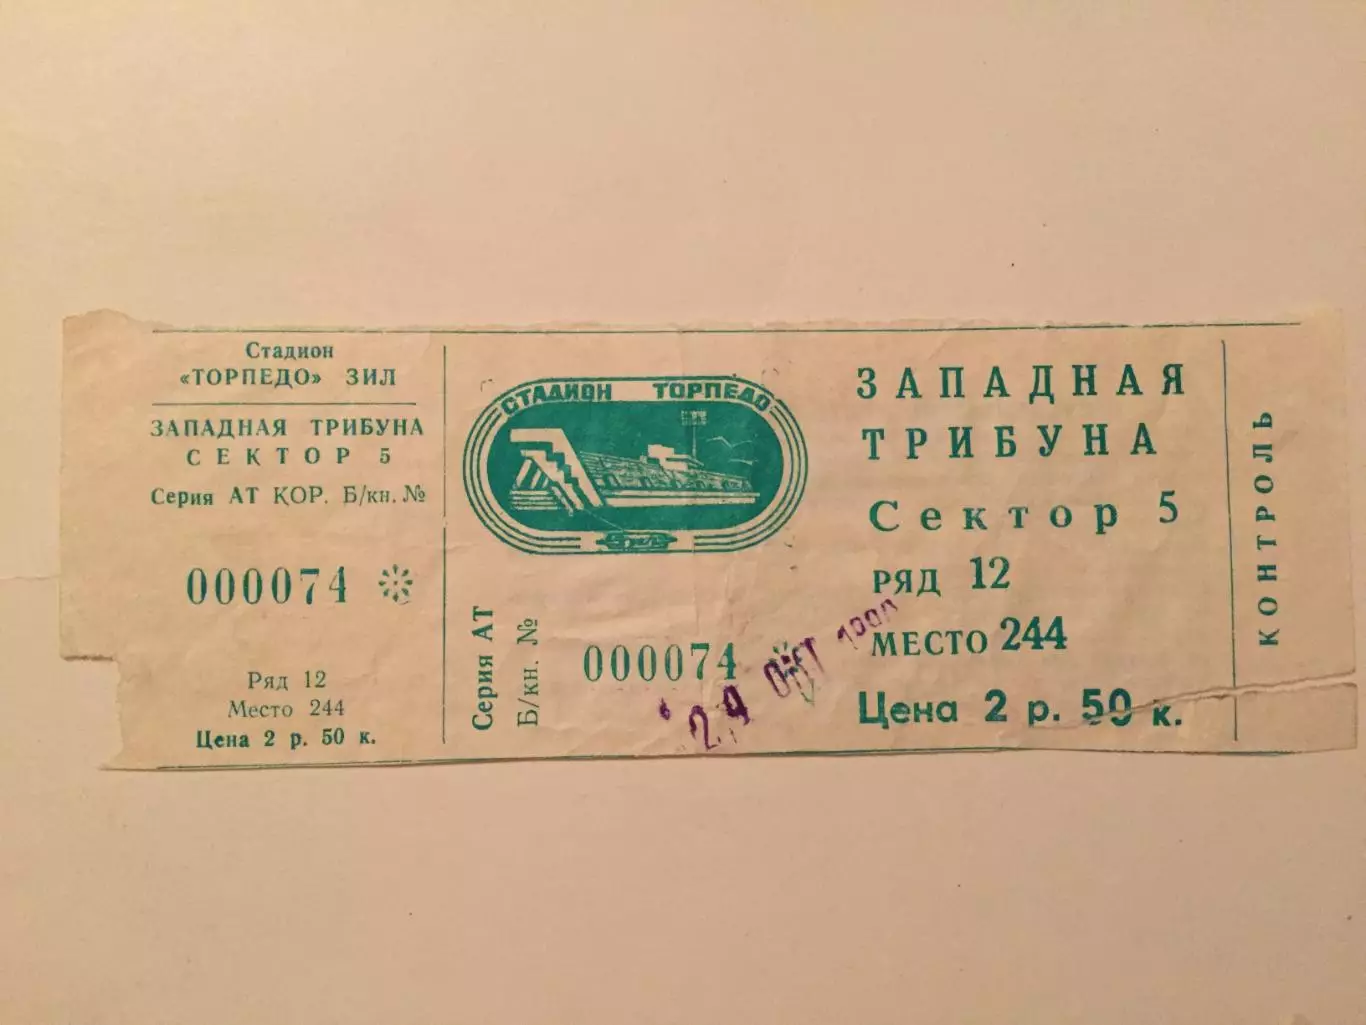 Стадион
«ТОРПЕДО» ЗИЛ
ЗАПАДНАЯ ТРИБУНА
СЕКТОР 5
Серия АТ КОР. Б/кн. №
000074
Ряд 12
Место 244
Цена 2 р. 50 к.
СТАДИОН ТОРПЕДО
Серия АТ
Б/кн. №
000074
ОКТ
ЗАПАДНАЯ
ТРИБУНА
Сектор 5
РЯД 12
МЕСТО 244
Цена 2 р. 50 к.
КОНТРОЛЬ